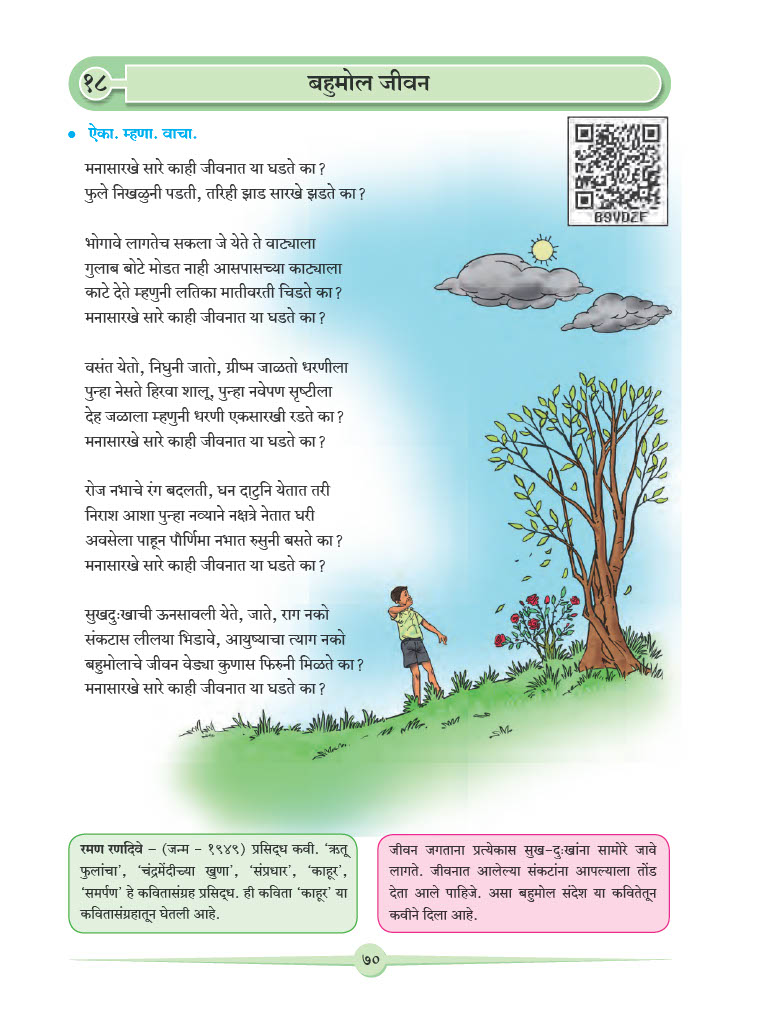 १८
बहुमोल जीवन
• ऐका. म्हणा. वाचा.
मनासारखे सारे काही जीवनात या घडते का?
फुले निखळुनी पडती, तरिही झाड सारखे झडते का?
B9VDZF
भोगावे लागतेच सकला जे येते ते वाट्याला
गुलाब बोटे मोडत नाही आसपासच्या काट्याला
काटे देते म्हणुनी लतिका मातीवरती चिडते का?
मनासारखे सारे काही जीवनात या घडते का?
वसंत येतो, निघुनी जातो, ग्रीष्म जाळतो धरणीला
पुन्हा नेसते हिरवा शालू, पुन्हा नवेपण सृष्टीला
देह जळाला म्हणुनी धरणी एकसारखी रडते का?
मनासारखे सारे काही जीवनात या घडते का?
रोज नभाचे रंग बदलती, घन दाटुनि येतात तरी
निराश आशा पुन्हा नव्याने नक्षत्रे नेतात घरी
अवसेला पाहून पौर्णिमा नभात रुसुनी बसते का?
मनासारखे सारे काही जीवनात या घडते का?
सुखदुःखाची ऊनसावली येते, जाते, राग नको
संकटास लीलया भिडावे, आयुष्याचा त्याग नको
बहुमोलाचे जीवन वेड्या कुणास फिरुनी मिळते का?
मनासारखे सारे काही जीवनात या घडते का?
रमण रणदिवे – (जन्म – १९४९) प्रसिद्ध कवी. ‘ऋतू
फुलांचा’, ‘चंद्रमेंदीच्या खुणा’, ‘संप्रधार’, ‘काहूर’,
‘समर्पण’ हे कवितासंग्रह प्रसिद्ध. ही कविता ‘काहूर’ या
कवितासंग्रहातून घेतली आहे.
जीवन जगताना प्रत्येकास सुख-दुःखांना सामोरे जावे
लागते. जीवनात आलेल्या संकटांना आपल्याला तोंड
देता आले पाहिजे. असा बहुमोल संदेश या कवितेतून
कवीने दिला आहे.
७०